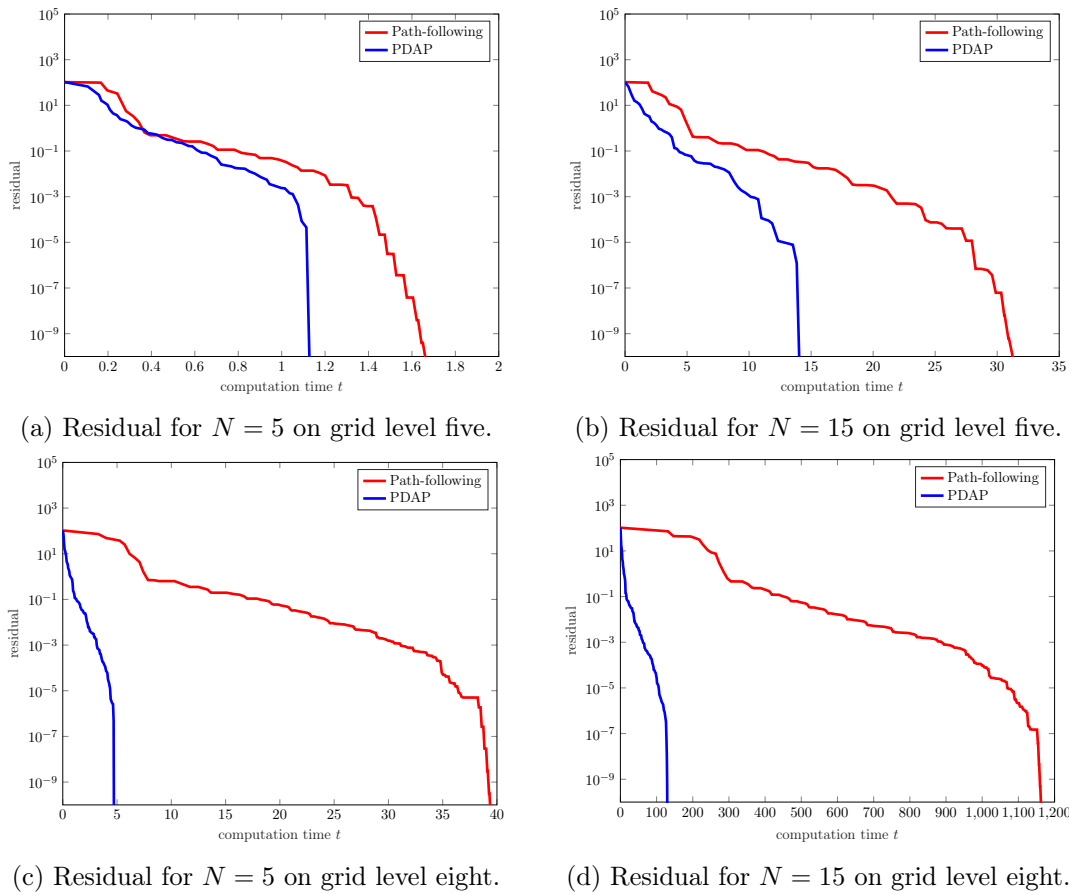 10^5
10^3
10^1
10^-1
10^-3
10^-5
10^-7
10^-9
residual
Path-following
PDAP
0 0.2 0.4 0.6 0.8 1 1.2 1.4 1.6 1.8 2
computation time t
(a) Residual for N = 5 on grid level five.
10^5
10^3
10^1
10^-1
10^-3
10^-5
10^-7
10^-9
residual
Path-following
PDAP
0 5 10 15 20 25 30 35
computation time t
(b) Residual for N = 15 on grid level five.
10^5
10^3
10^1
10^-1
10^-3
10^-5
10^-7
10^-9
residual
Path-following
PDAP
0 5 10 15 20 25 30 35 40
computation time t
(c) Residual for N = 5 on grid level eight.
10^5
10^3
10^1
10^-1
10^-3
10^-5
10^-7
10^-9
residual
Path-following
PDAP
0 100 200 300 400 500 600 700 800 900 1,000 1,100 1,200
computation time t
(d) Residual for N = 15 on grid level eight.